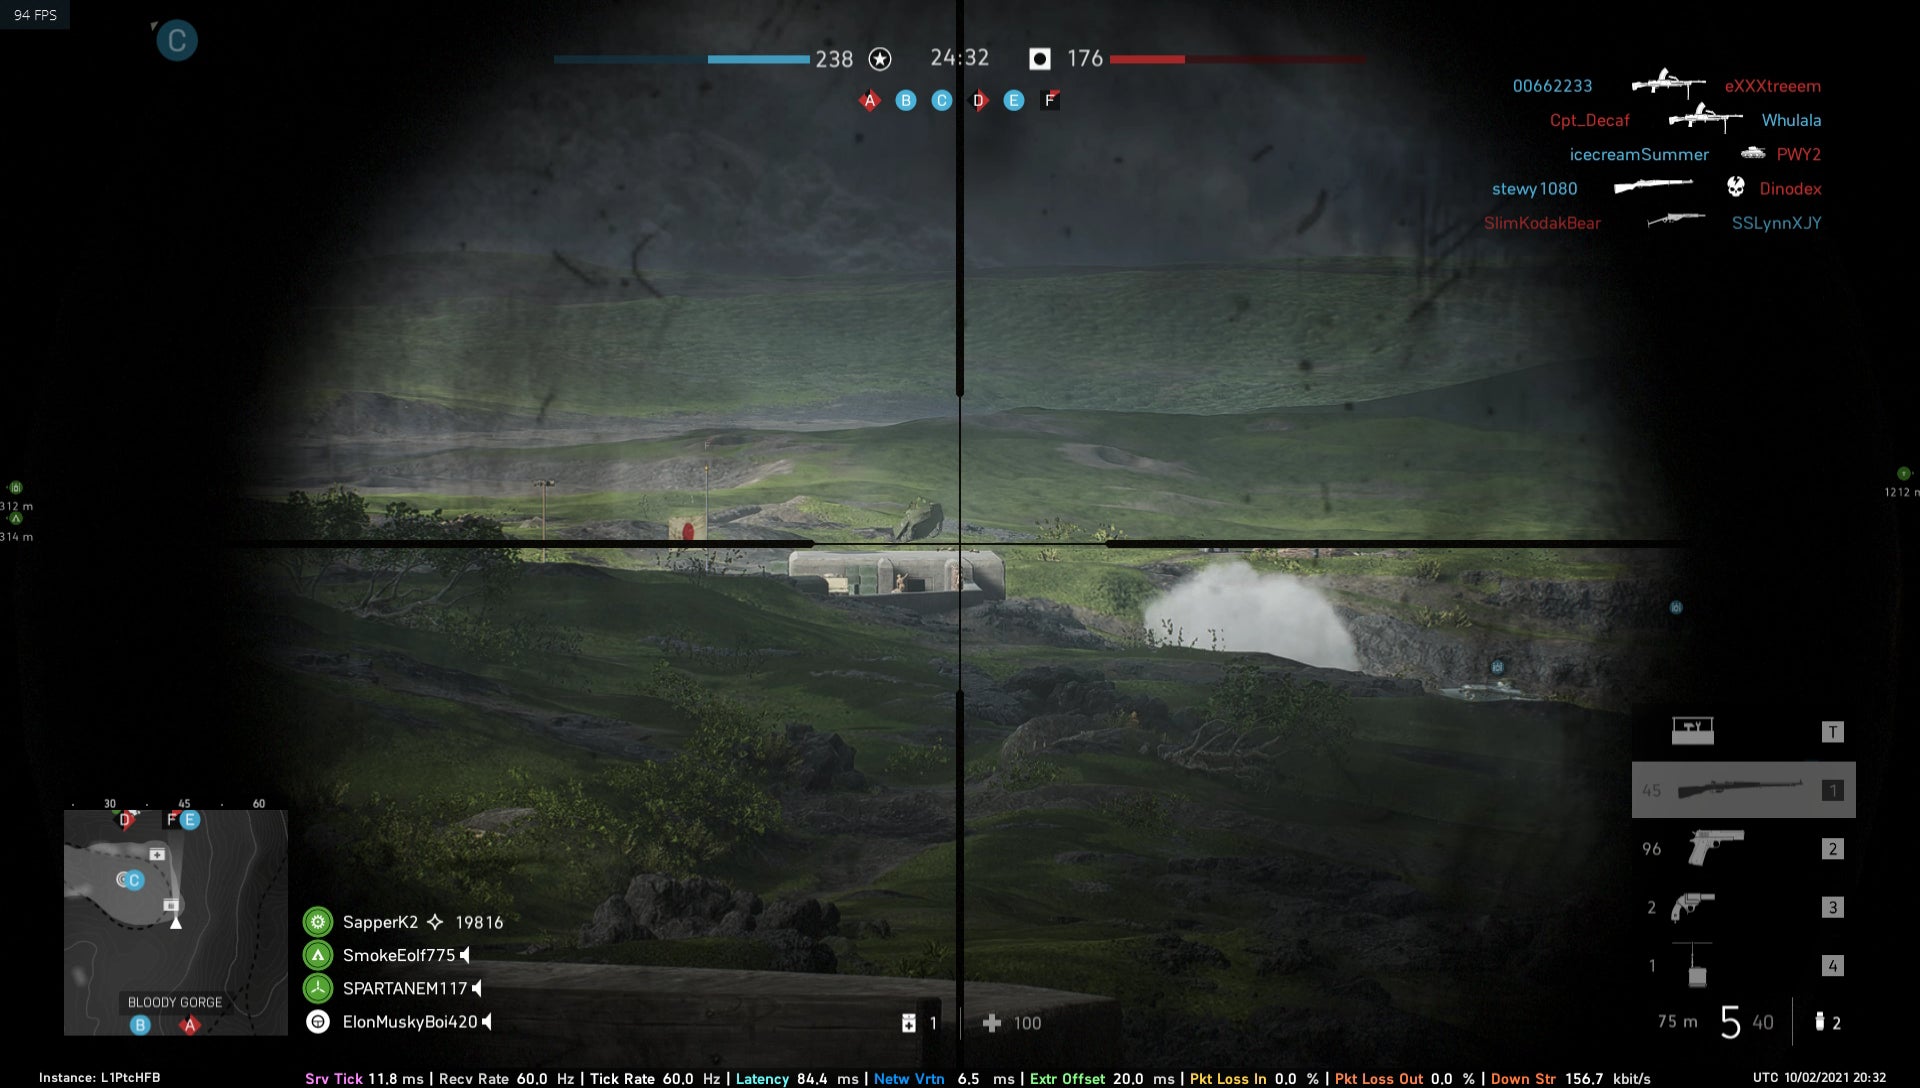 94 FPS
C
238 24:32 176
A B C D E F
00662233 eXXXtreeem
Cpt_Decaf Whulala
icecreamSummer PWY2
stewy1080 Dinodex
SlimKodakBear SSLynnXJY
312 m
314 m
1212 m
T
45 1
96 2
2 3
1 4
75 m 5 40 2
30 45 60
D F E
C
BLOODY GORGE
B A
SapperK2 19816
SmokeEolf775
SPARTANEM117
ElonMuskyBoi420
1 100
Instance: L1PtcHFB
Srv Tick 11.8 ms | Recv Rate 60.0 Hz | Tick Rate 60.0 Hz | Latency 84.4 ms | Netw Vrtn 6.5 ms | Extr Offset 20.0 ms | Pkt Loss In 0.0 % | Pkt Loss Out 0.0 % | Down Str 156.7 kbit/s
UTC 10/02/2021 20:32